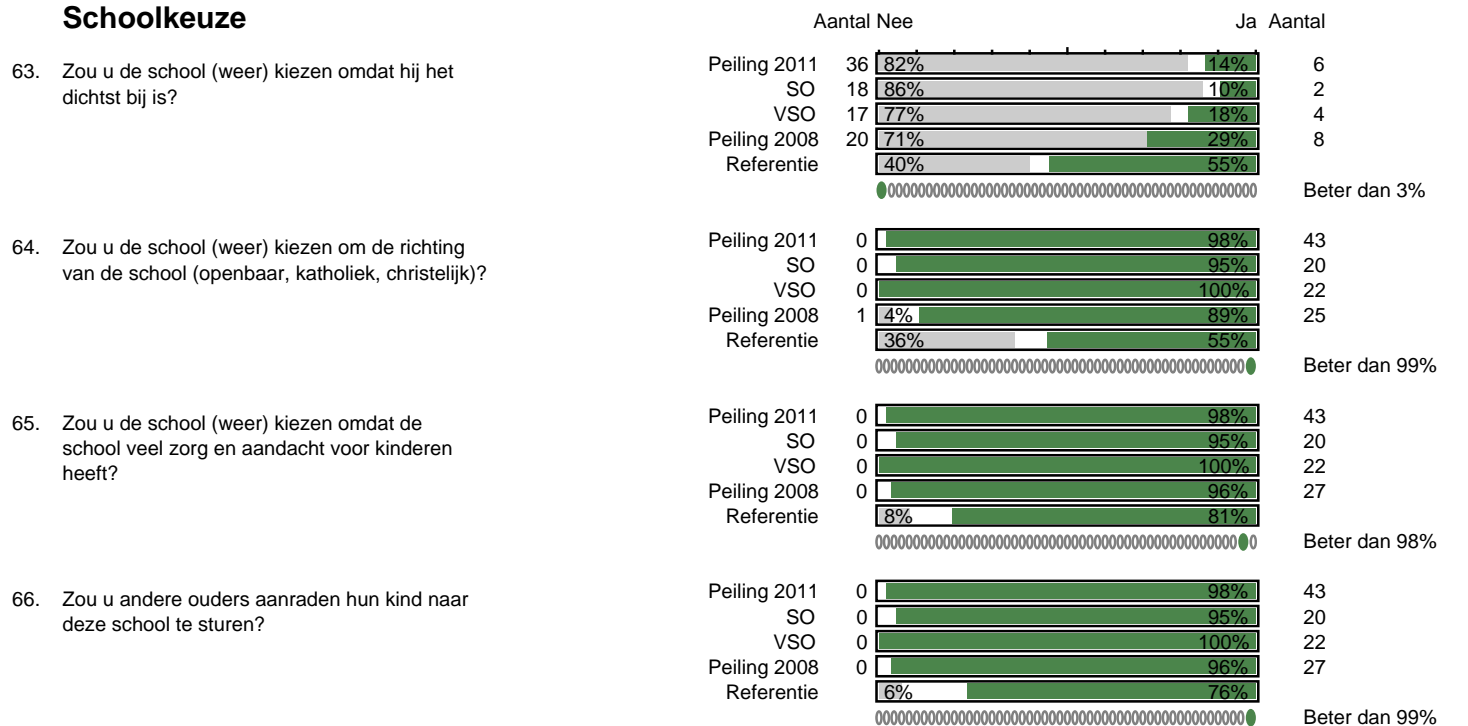 Schoolkeuze
Aantal Nee Ja Aantal
63. Zou u de school (weer) kiezen omdat hij het
dichtst bij is?
Peiling 2011 36 82% 14% 6
SO 18 86% 10% 2
VSO 17 77% 18% 4
Peiling 2008 20 71% 29% 8
Referentie 40% 55%
Beter dan 3%
64. Zou u de school (weer) kiezen om de richting
van de school (openbaar, katholiek, christelijk)?
Peiling 2011 0 98% 43
SO 0 95% 20
VSO 0 100% 22
Peiling 2008 1 4% 89% 25
Referentie 36% 55%
Beter dan 99%
65. Zou u de school (weer) kiezen omdat de
school veel zorg en aandacht voor kinderen
heeft?
Peiling 2011 0 98% 43
SO 0 95% 20
VSO 0 100% 22
Peiling 2008 0 96% 27
Referentie 8% 81%
Beter dan 98%
66. Zou u andere ouders aanraden hun kind naar
deze school te sturen?
Peiling 2011 0 98% 43
SO 0 95% 20
VSO 0 100% 22
Peiling 2008 0 96% 27
Referentie 6% 76%
Beter dan 99%